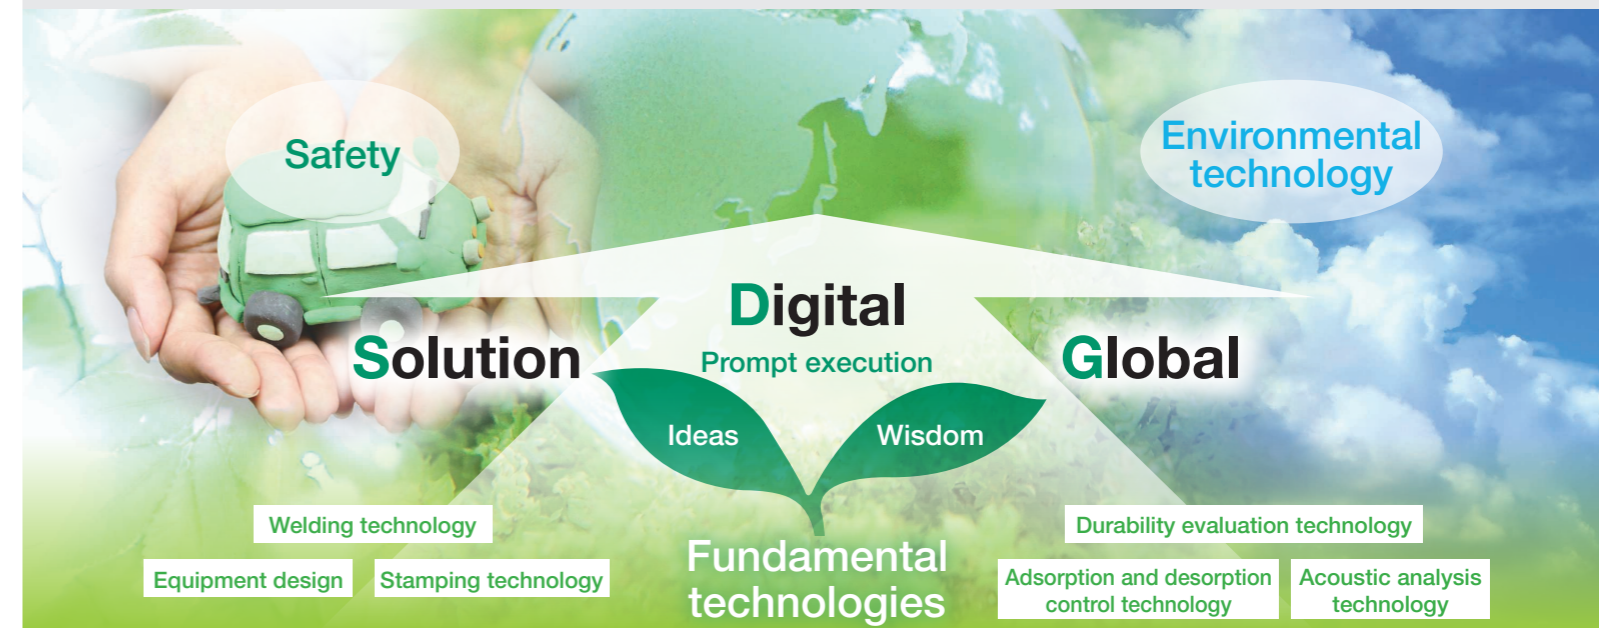 Safety
Environmental
technology
Digital
Prompt execution
Solution
Global
Ideas
Wisdom
Welding technology
Equipment design
Stamping technology
Fundamental
technologies
Durability evaluation technology
Adsorption and desorption
control technology
Acoustic analysis
technology